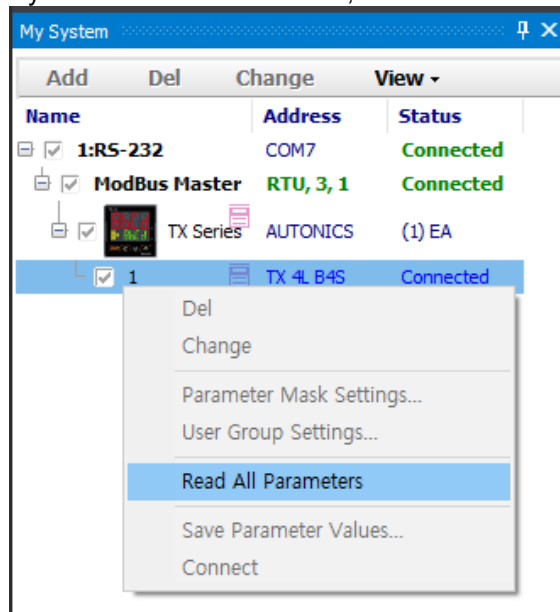 My System
Add Del Change View
Name Address Status
1:RS-232 COM7 Connected
ModBus Master RTU, 3, 1 Connected
TX Series AUTONICS (1) EA
1 TX 4L B4S Connected
Del
Change
Parameter Mask Settings...
User Group Settings...
Read All Parameters
Save Parameter Values...
Connect